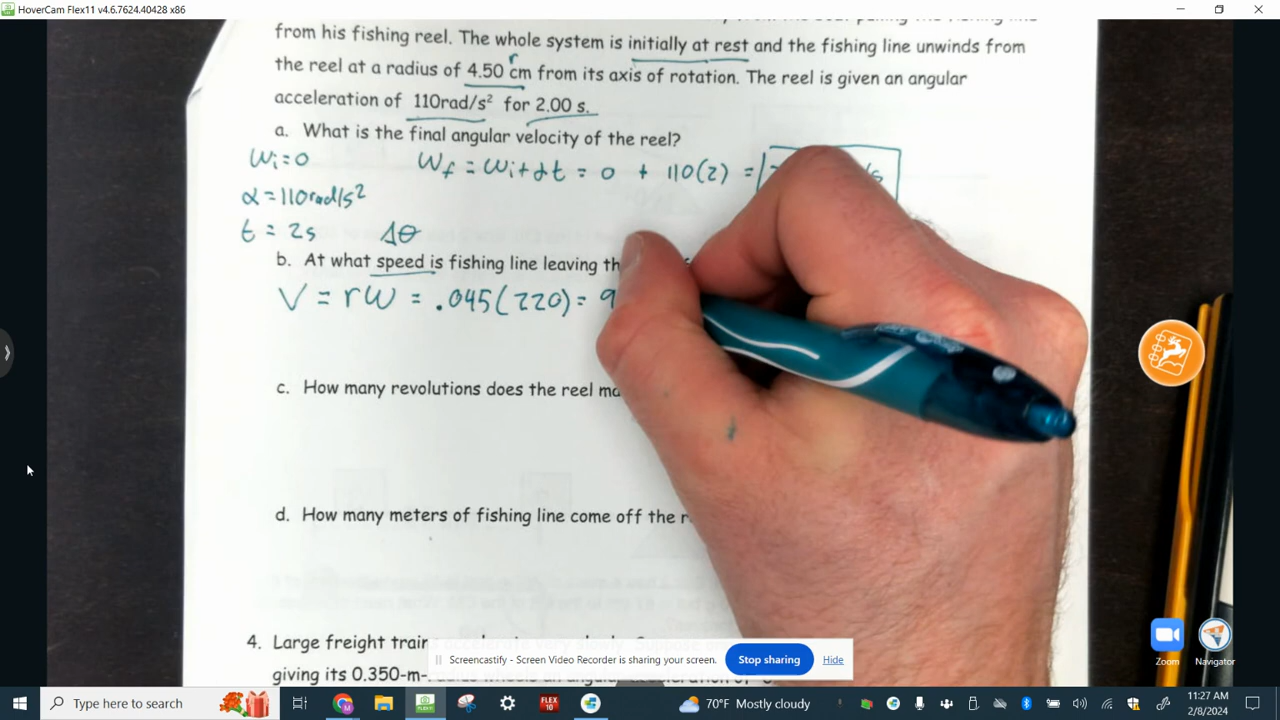 HoverCam Flex11 v4.6.7624.40428 x86
from his fishing reel. The whole system is initially at rest and the fishing line unwinds from
r
the reel at a radius of 4.50 cm from its axis of rotation. The reel is given an angular
acceleration of 110rad/s² for 2.00 s.
a. What is the final angular velocity of the reel?
ωi=0
ωf = ωi+αt = 0 + 110(2) =
α=110rad/s²
t = 2s
Δθ
b. At what speed is fishing line leaving
V = rω = .045(220)= 9
c. How many revolutions does the reel
d. How many meters of fishing line come off the
4. Large freight
giving its 0.350-m-
Screencastify - Screen Video Recorder is sharing your screen.
Stop sharing
Hide
Zoom
Navigator
Type here to search
FLEX
10
70°F Mostly cloudy
11:27 AM
2/8/2024